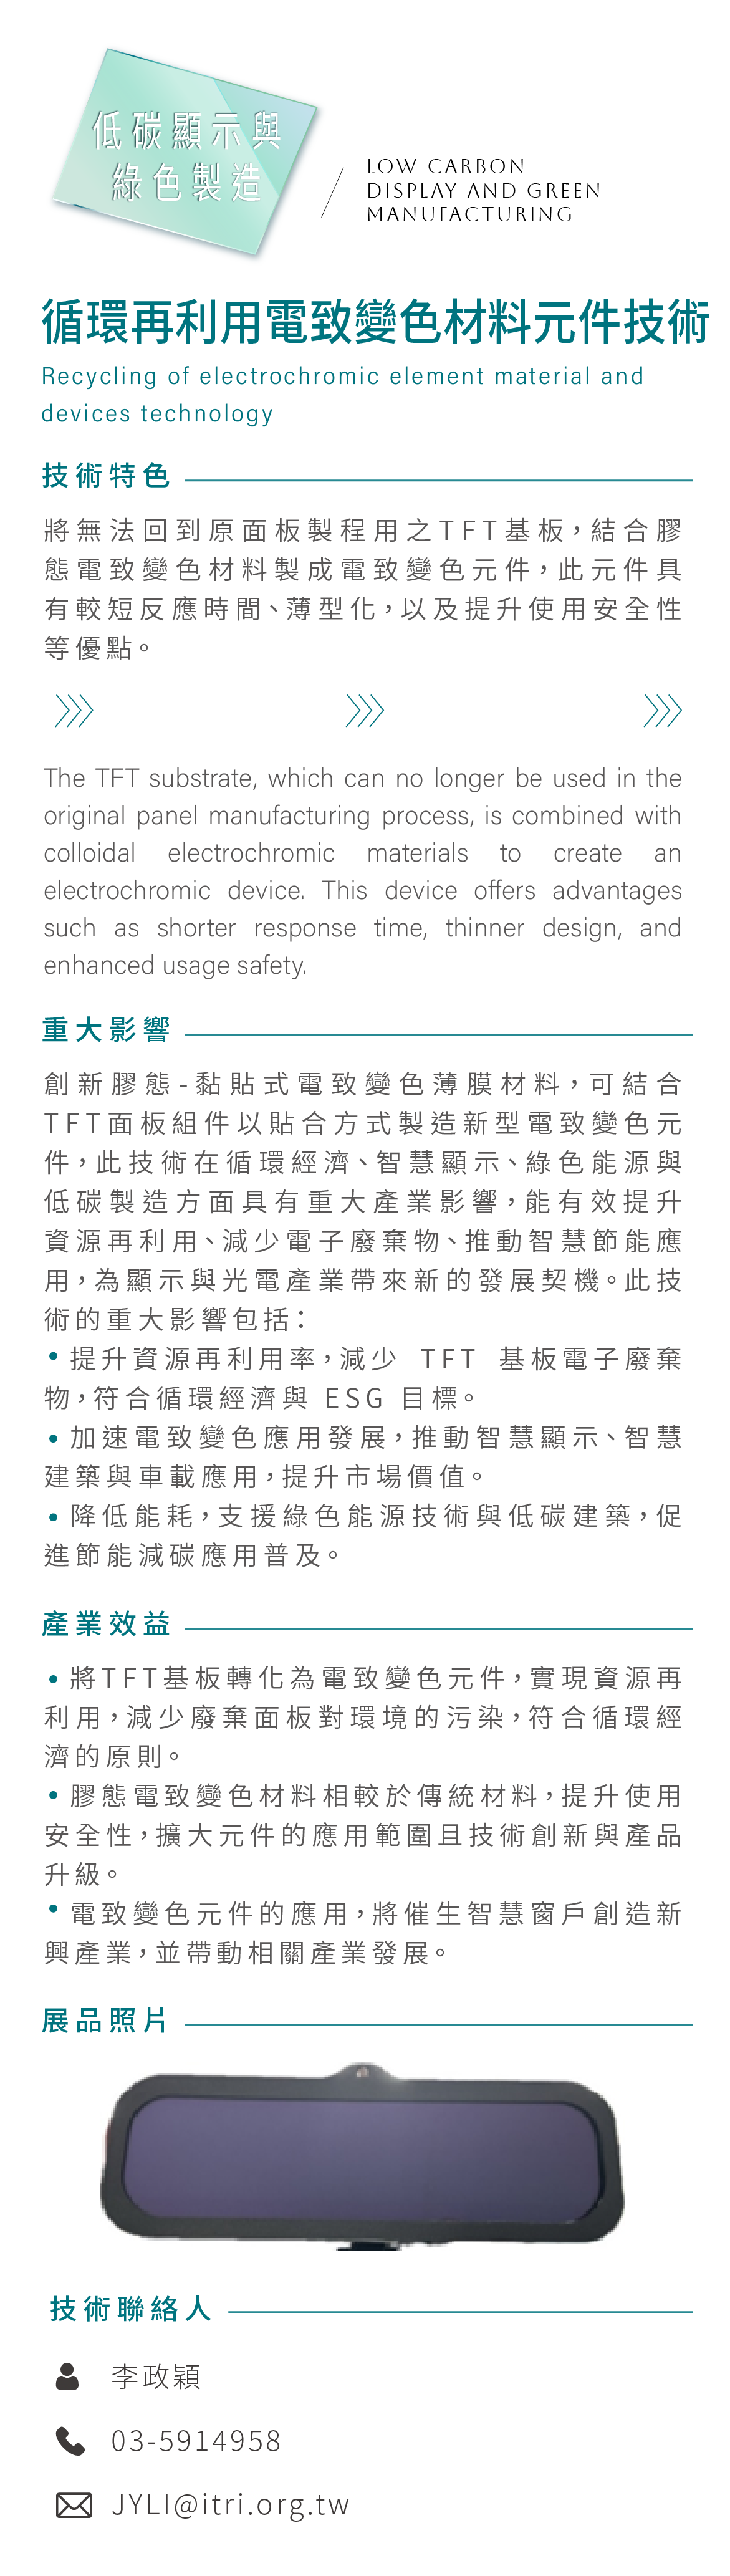 低碳顯示與
綠色製造
LOW-CARBON
DISPLAY AND GREEN
MANUFACTURING
循環再利用電致變色材料元件技術
Recycling of electrochromic element material and
devices technology
技術特色
將無法回到原面板製程用之TFT基板，結合膠
態電致變色材料製成電致變色元件，此元件具
有較短反應時間、薄型化，以及提升使用安全性
等優點。
The TFT substrate, which can no longer be used in the
original panel manufacturing process, is combined with
colloidal electrochromic materials to create an
electrochromic device. This device offers advantages
such as shorter response time, thinner design, and
enhanced usage safety.
重大影響
創新膠態-黏貼式電致變色薄膜材料，可結合
TFT面板組件以貼合方式製造新型電致變色元
件，此技術在循環經濟、智慧顯示、綠色能源與
低碳製造方面具有重大產業影響，能有效提升
資源再利用、減少電子廢棄物、推動智慧節能應
用，為顯示與光電產業帶來新的發展契機。此技
術的重大影響包括：
• 提升資源再利用率，減少 TFT 基板電子廢棄
物，符合循環經濟與 ESG 目標。
• 加速電致變色應用發展，推動智慧顯示、智慧
建築與車載應用，提升市場價值。
• 降低能耗，支援綠色能源技術與低碳建築，促
進節能減碳應用普及。
產業效益
• 將TFT基板轉化為電致變色元件，實現資源再
利用，減少廢棄面板對環境的污染，符合循環經
濟的原則。
• 膠態電致變色材料相較於傳統材料，提升使用
安全性，擴大元件的應用範圍且技術創新與產品
升級。
• 電致變色元件的應用，將催生智慧窗戶創造新
興產業，並帶動相關產業發展。
展品照片
技術聯絡人
李政穎
03-5914958
JYLI@itri.org.tw